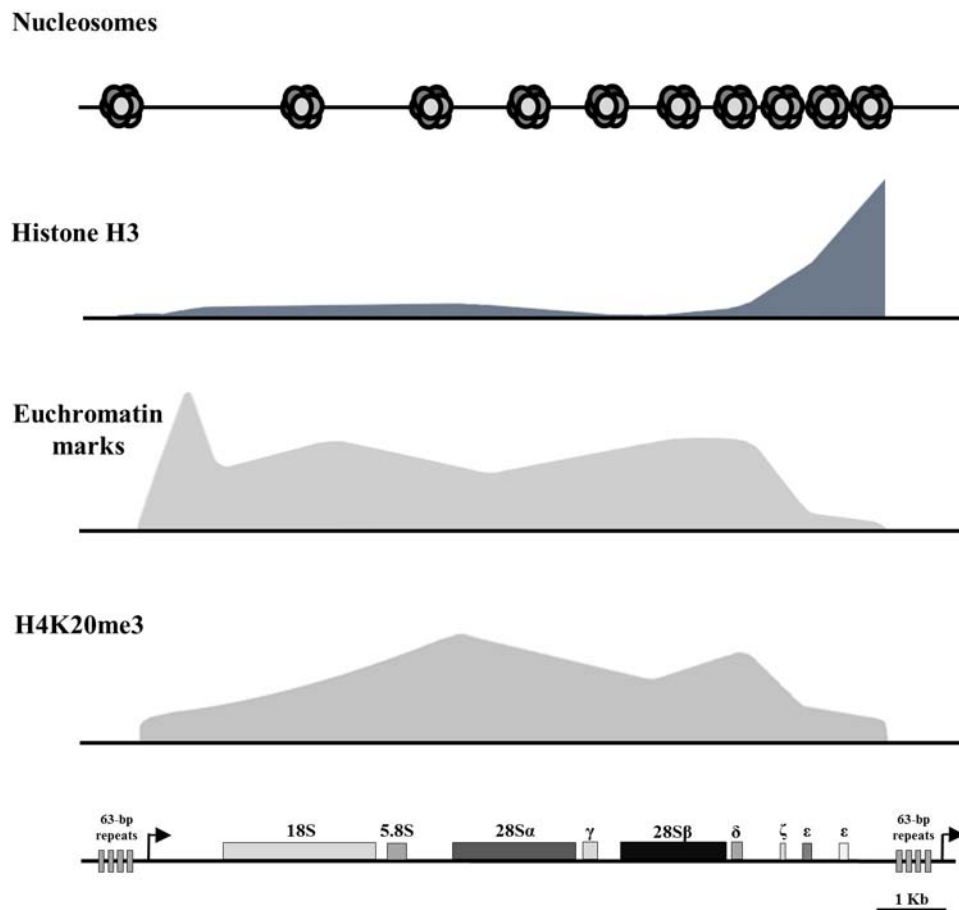 Nucleosomes
Histone H3
Euchromatin
marks
H4K20me3
63-bp
repeats
18S
5.8S
28Sα
γ
28Sβ
δ
ζ
ε
ε
63-bp
repeats
1 Kb